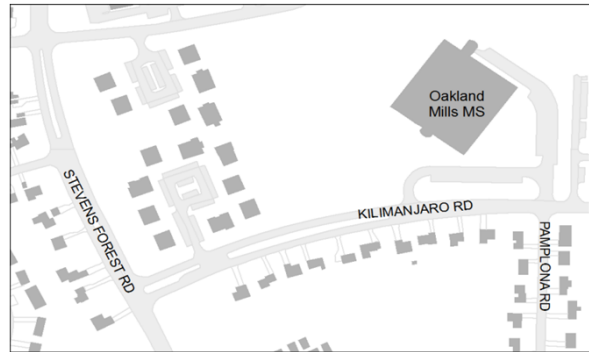 Oakland
Mills MS
STEVENS FOREST RD
KILIMANJARO RD
PAMPLONA RD